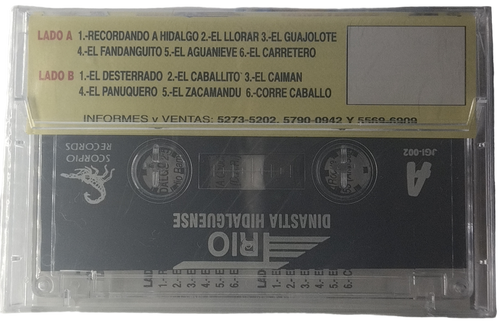 LADO A 1.-RECORDANDO A HIDALGO 2.-EL LLORAR 3.-EL GUAJOLOTE
4.-EL FANDANGUITO 5.-EL AGUANIEVE 6.-EL CARRETERO
LADO B 1.-EL DESTERRADO 2.-EL CABALLITO 3.-EL CAIMAN
4.-EL PANUQUERO 5.-EL ZACAMANDU 6.-CORRE CABALLO
INFORMES y VENTAS: 5273-5202, 5790-0942 Y 5569-6909
A
JGI-002
SCORPIO
RECORDS
TRIO
DINASTIA HIDALGUENSE